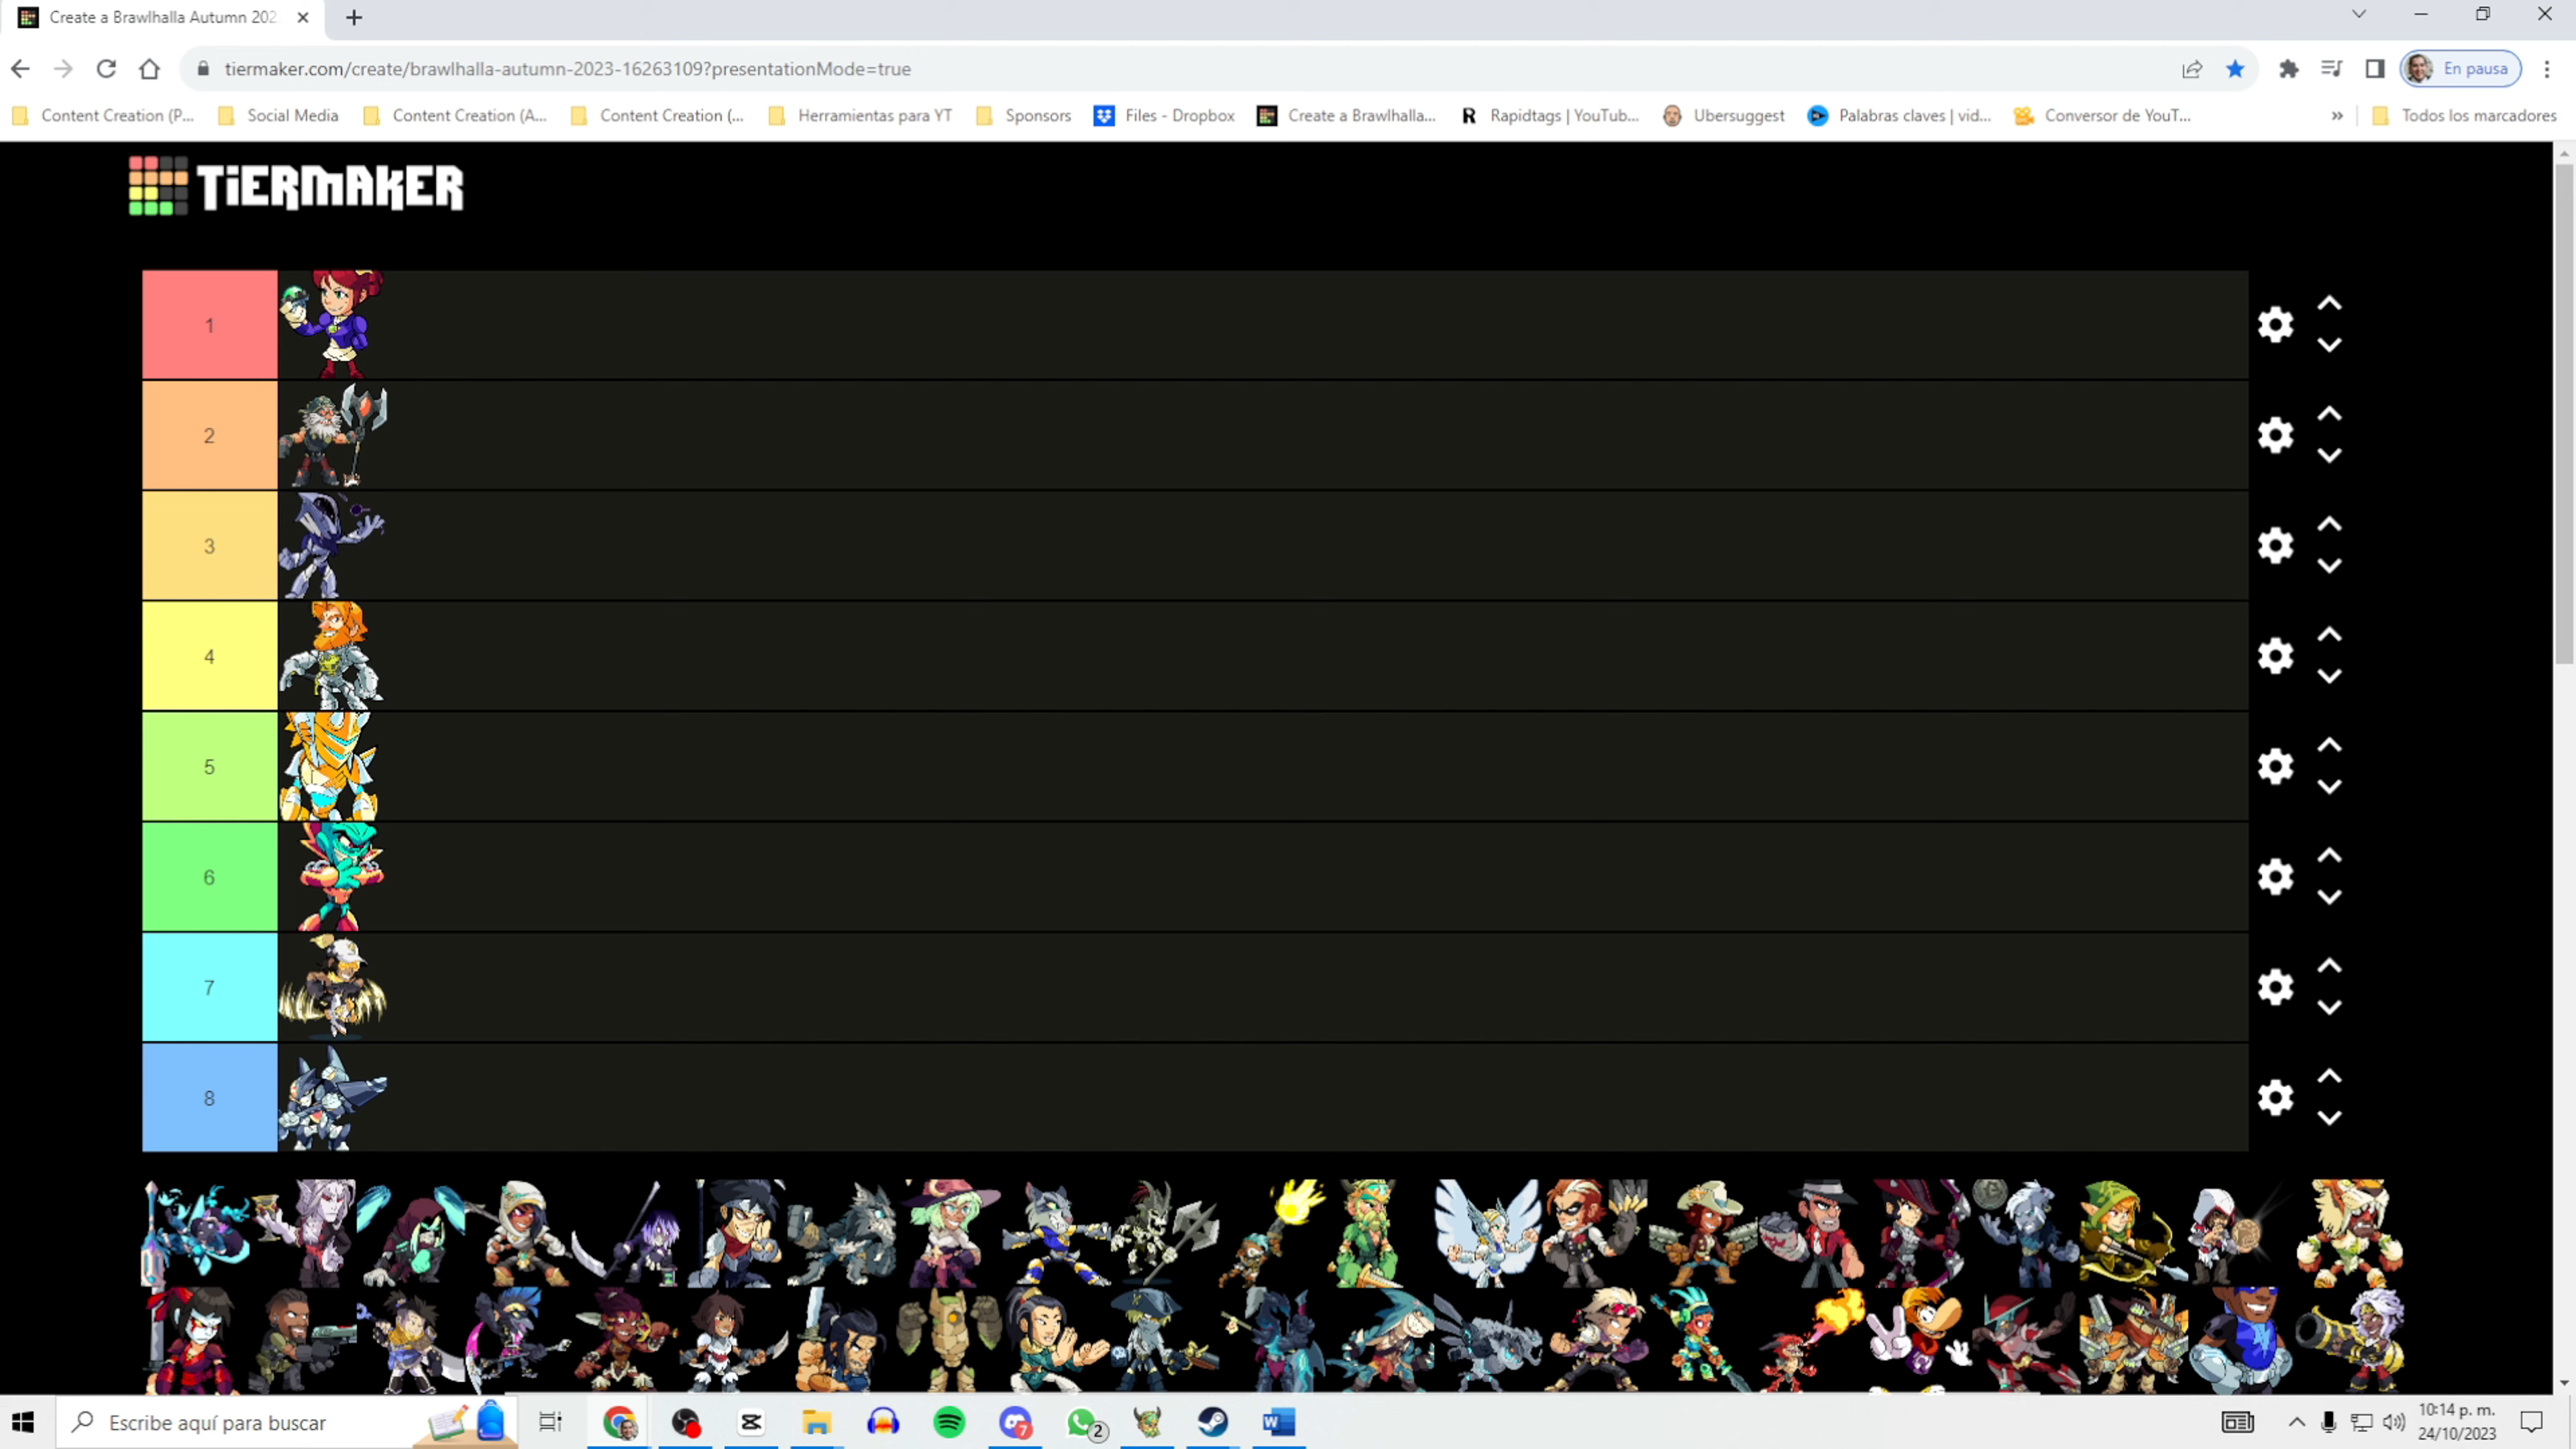 Create a Brawlhalla Autumn 202
tiermaker.com/create/brawlhalla-autumn-2023-16263109?presentationMode=true
En pausa
Content Creation (P...
Social Media
Content Creation (A...
Content Creation (...
Herramientas para YT
Sponsors
Files - Dropbox
Create a Brawlhalla...
R
Rapidtags | YouTub...
Ubersuggest
Palabras claves | vid...
Conversor de YouT...
»
Todos los marcadores
TIERMAKER
1
2
3
4
5
6
7
8
Escribe aquí para buscar
7
2
W
10:14 p. m.
24/10/2023